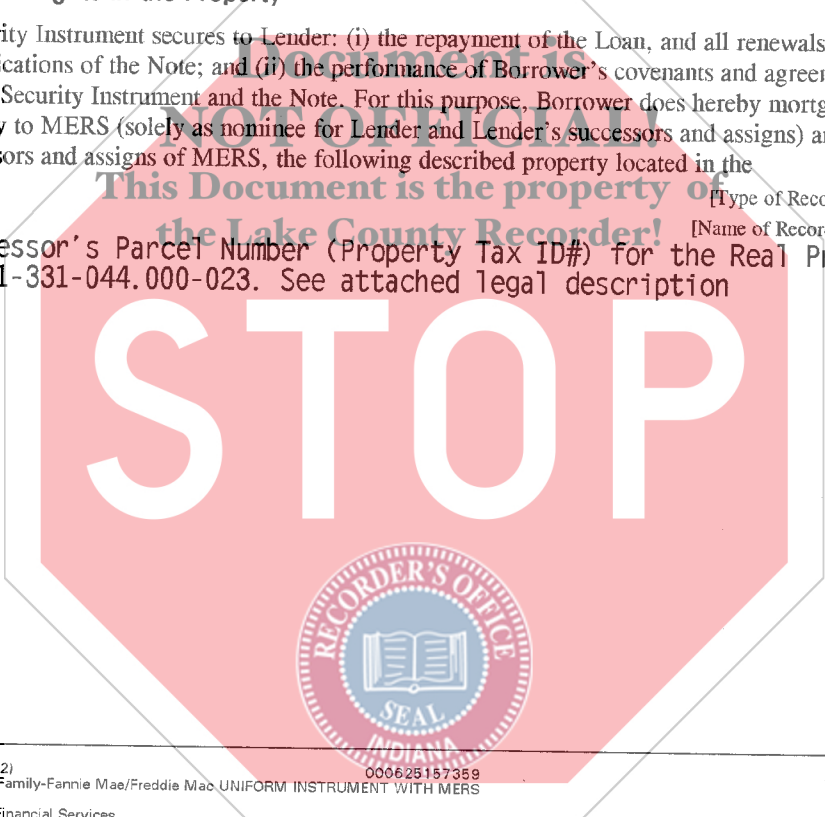 ity Instrument secures to Lender: (i) the repayment of the Loan, and all renewals
ications of the Note; and (ii) the performance of Borrower's covenants and agreer
Security Instrument and the Note. For this purpose, Borrower does hereby mortg
y to MERS (solely as nominee for Lender and Lender's successors and assigns) a
sors and assigns of MERS, the following described property located in the
[Type of Reco
[Name of Recor
essor's Parcel Number (Property Tax ID#) for the Real Pr
1-331-044.000-023. See attached legal description
Document is
NOT OFFICIAL!
This Document is the property of
the Lake County Recorder!
STOP
RECORDER'S OFFICE
SEAL
INDIANA
2)
000625157359
Family-Fannie Mae/Freddie Mac UNIFORM INSTRUMENT WITH MERS
Financial Services